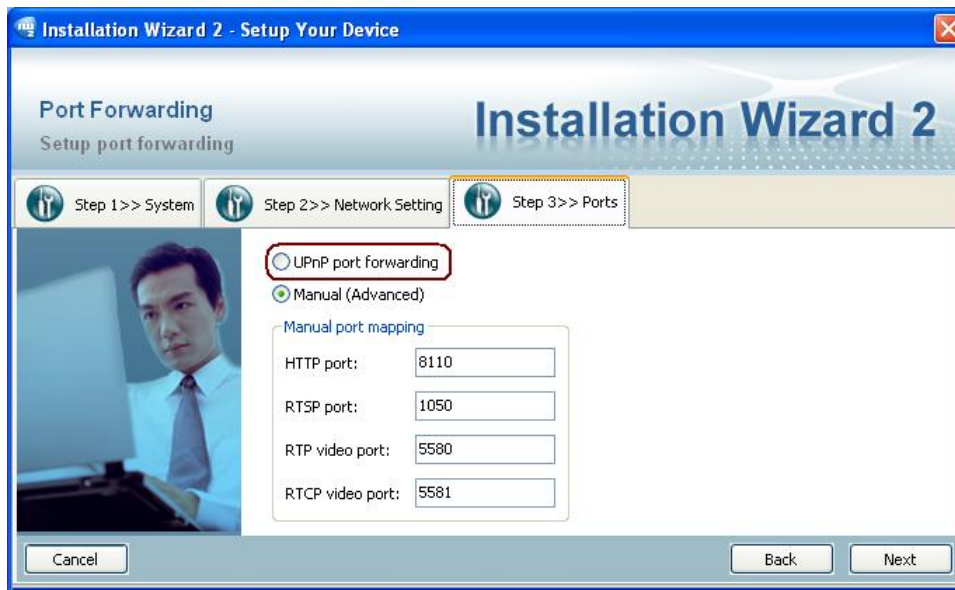 Installation Wizard 2 - Setup Your Device
Port Forwarding
Installation Wizard 2
Setup port forwarding
Step 1>> System
Step 2>> Network Setting
Step 3>> Ports
UPnP port forwarding
Manual (Advanced)
Manual port mapping
HTTP port: 8110
RTSP port: 1050
RTP video port: 5580
RTCP video port: 5581
Cancel
Back
Next